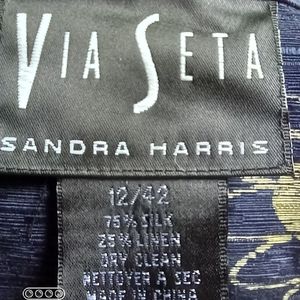 VIA SETA
SANDRA HARRIS
12/42
75% SILK
25% LINEN
DRY CLEAN
NETTOYER A SEC
MADE IN CHINA